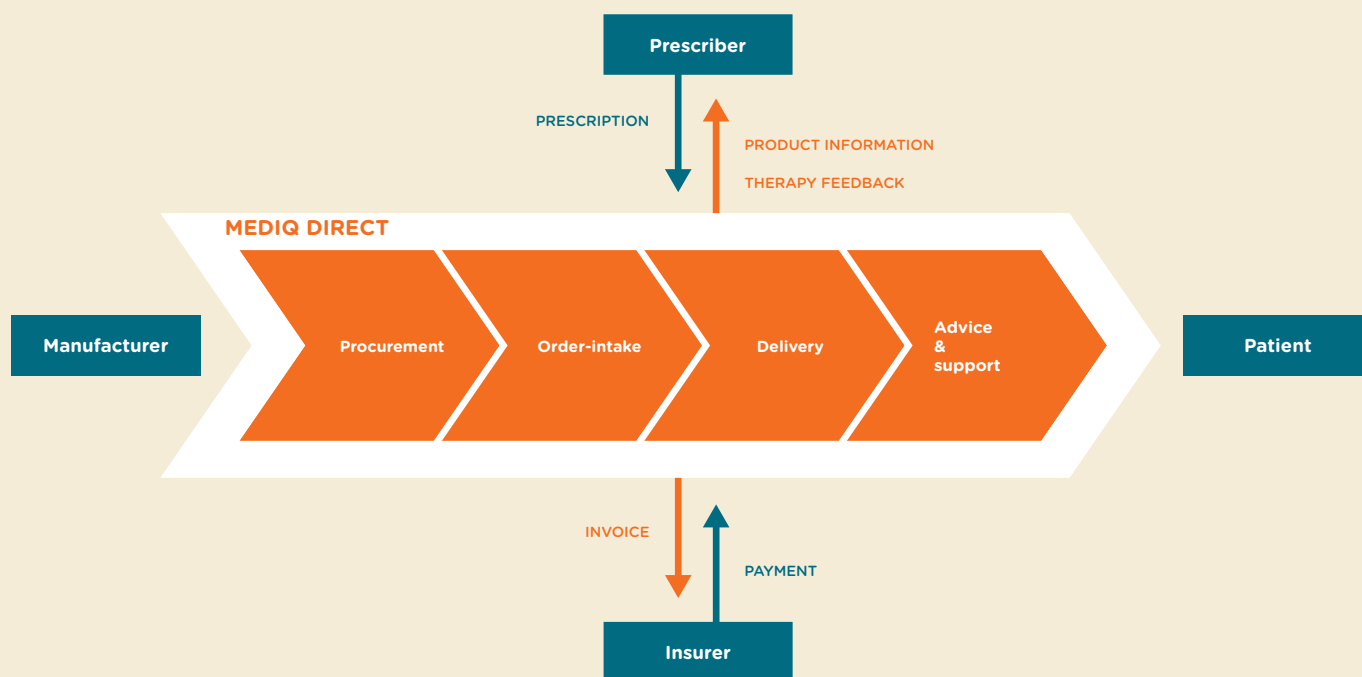 Prescriber
PRESCRIPTION
PRODUCT INFORMATION
THERAPY FEEDBACK
MEDIQ DIRECT
Manufacturer
Procurement
Order-intake
Delivery
Advice
&
support
Patient
INVOICE
PAYMENT
Insurer